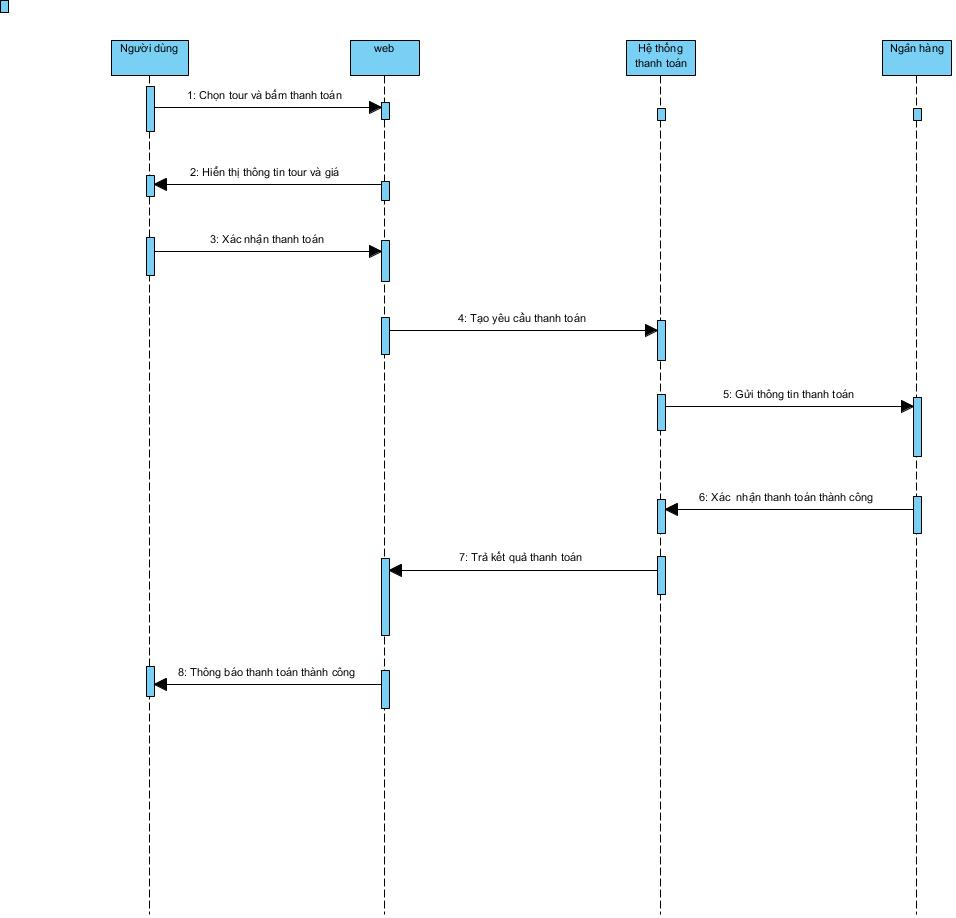 Người dùng
web
Hệ thống
thanh toán
Ngân hàng
1: Chọn tour và bấm thanh toán
2: Hiển thị thông tin tour và giá
3: Xác nhận thanh toán
4: Tạo yêu cầu thanh toán
5: Gửi thông tin thanh toán
6: Xác nhận thanh toán thành công
7: Trả kết quả thanh toán
8: Thông báo thanh toán thành công